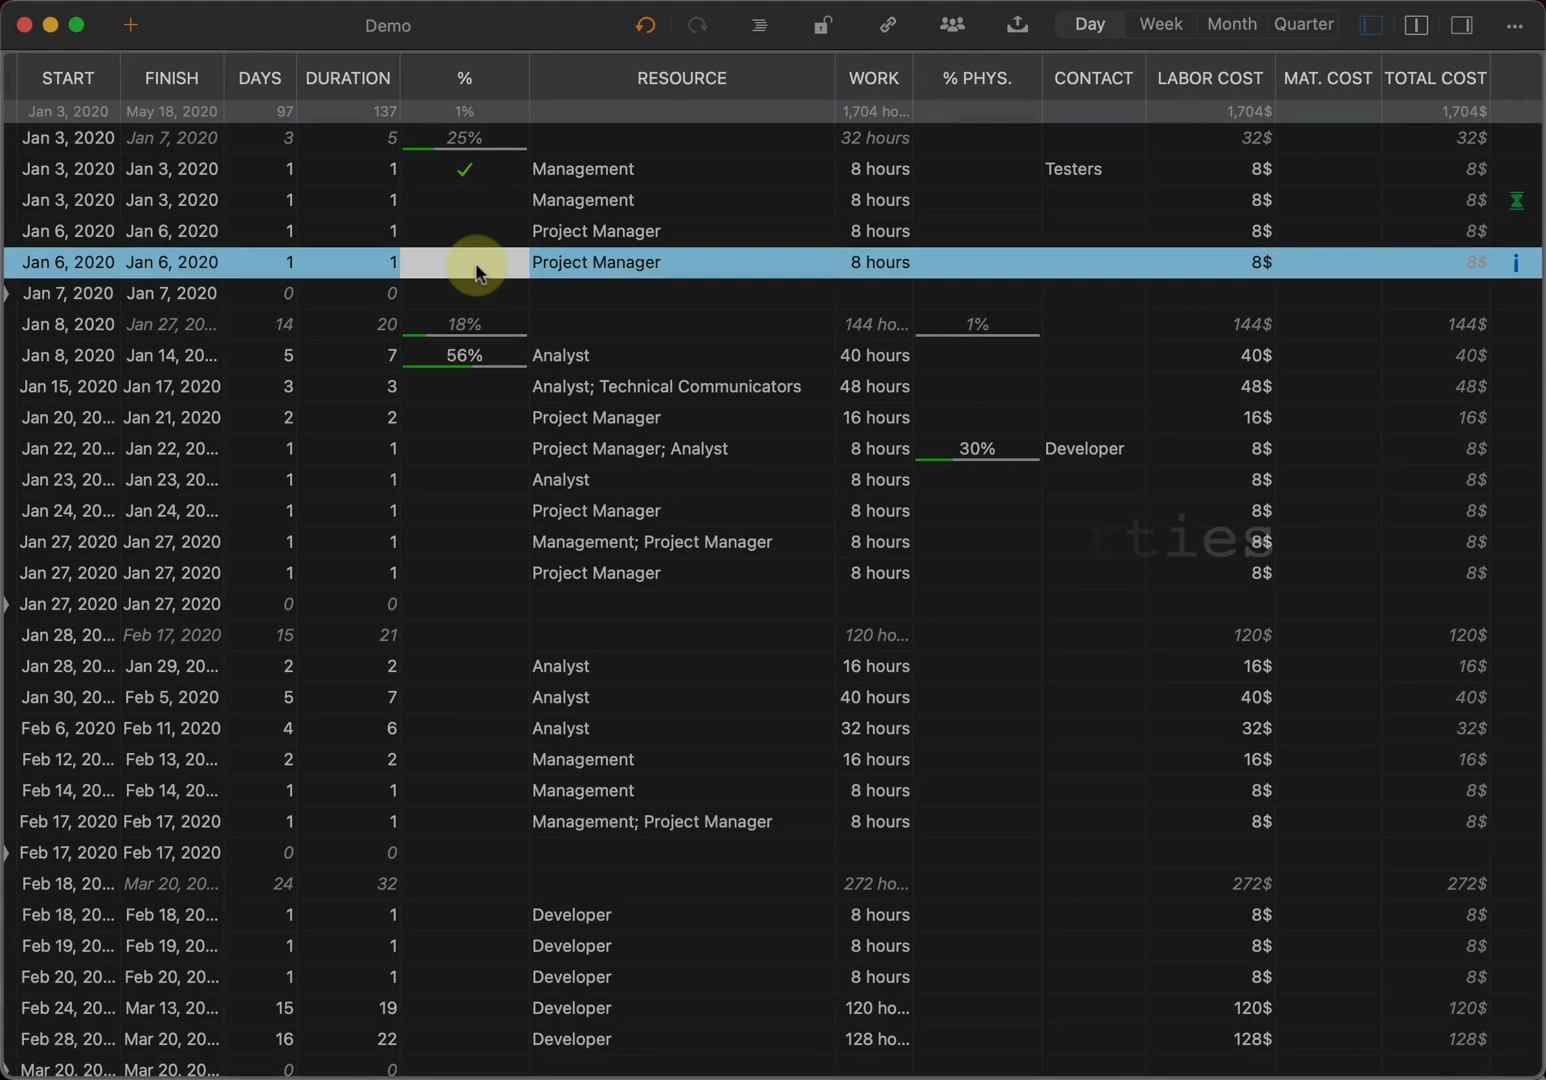 Demo Day Week Month Quarter
START FINISH DAYS DURATION % RESOURCE WORK % PHYS. CONTACT LABOR COST MAT. COST TOTAL COST
Jan 3, 2020 May 18, 2020 97 137 1% 1,704 ho... 1,704$ 1,704$
Jan 3, 2020 Jan 7, 2020 3 5 25% 32 hours 32$ 32$
Jan 3, 2020 Jan 3, 2020 1 1 Management 8 hours Testers 8$ 8$
Jan 3, 2020 Jan 3, 2020 1 1 Management 8 hours 8$ 8$
Jan 6, 2020 Jan 6, 2020 1 1 Project Manager 8 hours 8$ 8$
Jan 6, 2020 Jan 6, 2020 1 1 Project Manager 8 hours 8$ 8$
Jan 7, 2020 Jan 7, 2020 0 0
Jan 8, 2020 Jan 27, 20... 14 20 18% 144 ho... 1% 144$ 144$
Jan 8, 2020 Jan 14, 20... 5 7 56% Analyst 40 hours 40$ 40$
Jan 15, 2020 Jan 17, 2020 3 3 Analyst; Technical Communicators 48 hours 48$ 48$
Jan 20, 20... Jan 21, 2020 2 2 Project Manager 16 hours 16$ 16$
Jan 22, 20... Jan 22, 20... 1 1 Project Manager; Analyst 8 hours 30% Developer 8$ 8$
Jan 23, 20... Jan 23, 20... 1 1 Analyst 8 hours 8$ 8$
Jan 24, 20... Jan 24, 20... 1 1 Project Manager 8 hours 8$ 8$
Jan 27, 2020 Jan 27, 2020 1 1 Management; Project Manager 8 hours rties 8$ 8$
Jan 27, 2020 Jan 27, 2020 1 1 Project Manager 8 hours 8$ 8$
Jan 27, 2020 Jan 27, 2020 0 0
Jan 28, 20... Feb 17, 2020 15 21 120 ho... 120$ 120$
Jan 28, 20... Jan 29, 20... 2 2 Analyst 16 hours 16$ 16$
Jan 30, 20... Feb 5, 2020 5 7 Analyst 40 hours 40$ 40$
Feb 6, 2020 Feb 11, 2020 4 6 Analyst 32 hours 32$ 32$
Feb 12, 20... Feb 13, 20... 2 2 Management 16 hours 16$ 16$
Feb 14, 20... Feb 14, 20... 1 1 Management 8 hours 8$ 8$
Feb 17, 2020 Feb 17, 2020 1 1 Management; Project Manager 8 hours 8$ 8$
Feb 17, 2020 Feb 17, 2020 0 0
Feb 18, 20... Mar 20, 20... 24 32 272 ho... 272$ 272$
Feb 18, 20... Feb 18, 20... 1 1 Developer 8 hours 8$ 8$
Feb 19, 20... Feb 19, 20... 1 1 Developer 8 hours 8$ 8$
Feb 20, 20... Feb 20, 20... 1 1 Developer 8 hours 8$ 8$
Feb 24, 20... Mar 13, 20... 15 19 Developer 120 ho... 120$ 120$
Feb 28, 20... Mar 20, 20... 16 22 Developer 128 ho... 128$ 128$
Mar 20, 20... Mar 20, 20... 0 0